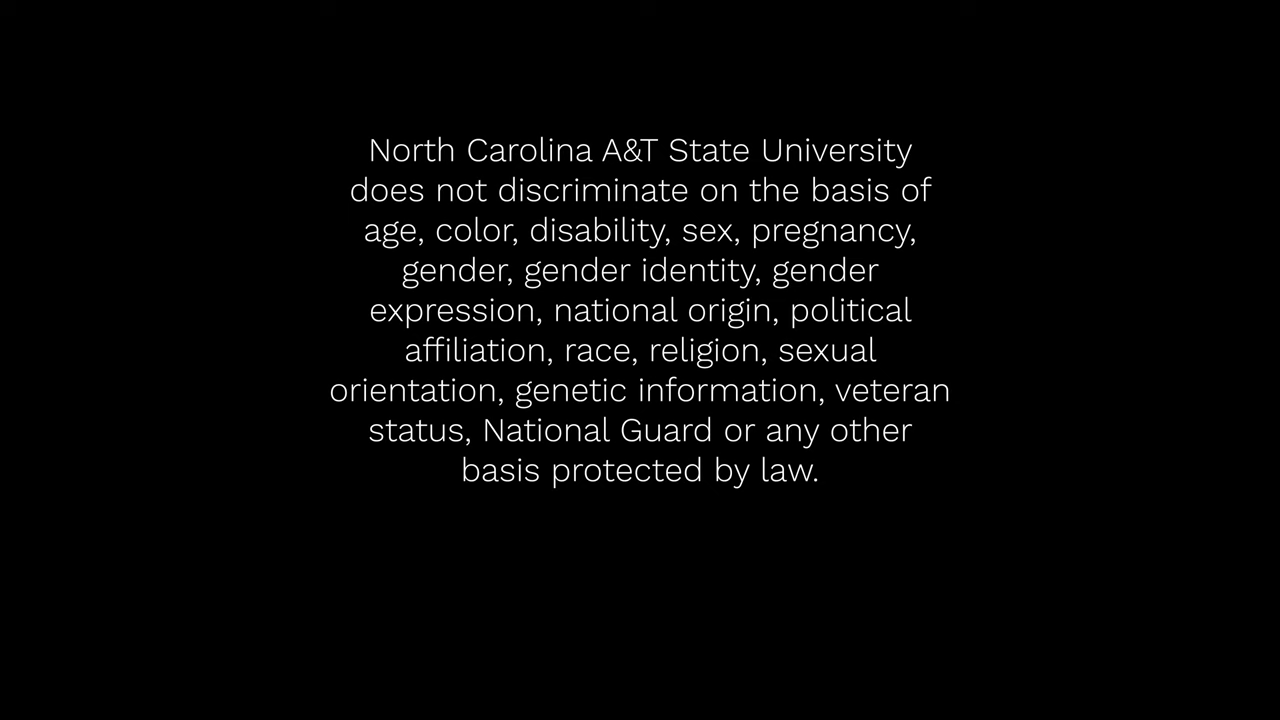 North Carolina A&T State University
does not discriminate on the basis of
age, color, disability, sex, pregnancy,
gender, gender identity, gender
expression, national origin, political
affiliation, race, religion, sexual
orientation, genetic information, veteran
status, National Guard or any other
basis protected by law.